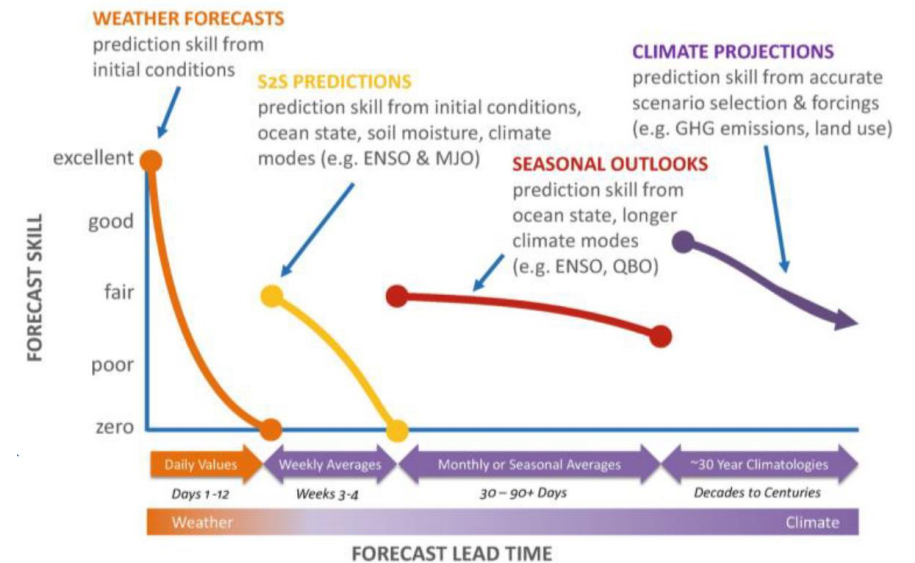 WEATHER FORECASTS
prediction skill from
initial conditions
S2S PREDICTIONS
prediction skill from initial conditions,
ocean state, soil moisture, climate
modes (e.g. ENSO & MJO)
SEASONAL OUTLOOKS
prediction skill from
ocean state, longer
climate modes
(e.g. ENSO, QBO)
CLIMATE PROJECTIONS
prediction skill from accurate
scenario selection & forcings
(e.g. GHG emissions, land use)
FORECAST SKILL
excellent
good
fair
poor
zero
Daily Values
Weekly Averages
Monthly or Seasonal Averages
~30 Year Climatologies
Days 1-12
Weeks 3-4
30 – 90+ Days
Decades to Centuries
Weather
Climate
FORECAST LEAD TIME